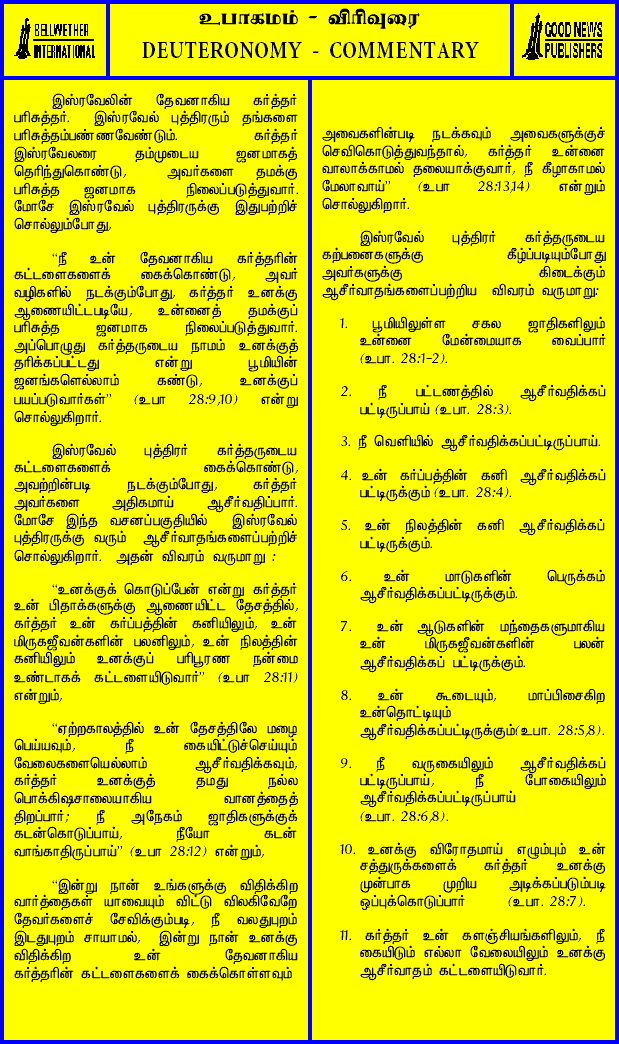 BELLWETHER
INTERNATIONAL
உபாகமம் - விரிவுரை
DEUTERONOMY - COMMENTARY
GOOD NEWS
PUBLISHERS
இஸ்ரவேலின் தேவனாகிய கர்த்தர்
பரிசுத்தர். இஸ்ரவேல் புத்திரரும் தங்களை
பரிசுத்தம்பண்ணவேண்டும். கர்த்தர்
இஸ்ரவேலரை தம்முடைய ஜனமாகத்
தெரிந்துகொண்டு, அவர்களை தமக்கு
பரிசுத்த ஜனமாக நிலைப்படுத்துவார்.
மோசே இஸ்ரவேல் புத்திரருக்கு இதுபற்றிச்
சொல்லும்போது,
“நீ உன் தேவனாகிய கர்த்தரின்
கட்டளைகளைக் கைக்கொண்டு, அவர்
வழிகளில் நடக்கும்போது, கர்த்தர் உனக்கு
ஆணையிட்டபடியே, உன்னைத் தமக்குப்
பரிசுத்த ஜனமாக நிலைப்படுத்துவார்.
அப்பொழுது கர்த்தருடைய நாமம் உனக்குத்
தரிக்கப்பட்டது என்று பூமியின்
ஜனங்களெல்லாம் கண்டு, உனக்குப்
பயப்படுவார்கள்” (உபா 28:9,10) என்று
சொல்லுகிறார்.
இஸ்ரவேல் புத்திரர் கர்த்தருடைய
கட்டளைகளைக் கைக்கொண்டு,
அவற்றின்படி நடக்கும்போது, கர்த்தர்
அவர்களை அதிகமாய் ஆசீர்வதிப்பார்.
மோசே இந்த வசனப்பகுதியில் இஸ்ரவேல்
புத்திரருக்கு வரும் ஆசீர்வாதங்களைப்பற்றிச்
சொல்லுகிறார். அதன் விவரம் வருமாறு :
“உனக்குக் கொடுப்பேன் என்று கர்த்தர்
உன் பிதாக்களுக்கு ஆணையிட்ட தேசத்தில்,
கர்த்தர் உன் கர்ப்பத்தின் கனியிலும், உன்
மிருகஜீவன்களின் பலனிலும், உன் நிலத்தின்
கனியிலும் உனக்குப் பரிபூரண நன்மை
உண்டாகக் கட்டளையிடுவார்” (உபா 28:11)
என்றும்,
“ஏற்றகாலத்தில் உன் தேசத்திலே மழை
பெய்யவும், நீ கையிட்டுச்செய்யும்
வேலைகளையெல்லாம் ஆசீர்வதிக்கவும்,
கர்த்தர் உனக்குத் தமது நல்ல
பொக்கிஷசாலையாகிய வானத்தைத்
திறப்பார்; நீ அநேகம் ஜாதிகளுக்குக்
கடன்கொடுப்பாய், நீயோ கடன்
வாங்காதிருப்பாய்” (உபா 28:12) என்றும்,
“இன்று நான் உங்களுக்கு விதிக்கிற
வார்த்தைகள் யாவையும் விட்டு விலகிவேறே
தேவர்களைச் சேவிக்கும்படி, நீ வலதுபுறம்
இடதுபுறம் சாயாமல், இன்று நான் உனக்கு
விதிக்கிற உன் தேவனாகிய
கர்த்தரின் கட்டளைகளைக் கைக்கொள்ளவும்
அவைகளின்படி நடக்கவும் அவைகளுக்குச்
செவிகொடுத்துவந்தால், கர்த்தர் உன்னை
வாலாக்காமல் தலையாக்குவார், நீ கீழாகாமல்
மேலாவாய்” (உபா 28:13,14) என்றும்
சொல்லுகிறார்.
இஸ்ரவேல் புத்திரர் கர்த்தருடைய
கற்பனைகளுக்கு கீழ்ப்படியும்போது
அவர்களுக்கு கிடைக்கும்
ஆசீர்வாதங்களைப்பற்றிய விவரம் வருமாறு:
1. பூமியிலுள்ள சகல ஜாதிகளிலும்
உன்னை மேன்மையாக வைப்பார்
(உபா. 28:1-2).
2. நீ பட்டணத்தில் ஆசீர்வதிக்கப்
பட்டிருப்பாய் (உபா. 28:3).
3. நீ வெளியில் ஆசீர்வதிக்கப்பட்டிருப்பாய்.
4. உன் கர்ப்பத்தின் கனி ஆசீர்வதிக்கப்
பட்டிருக்கும் (உபா. 28:4).
5. உன் நிலத்தின் கனி ஆசீர்வதிக்கப்
பட்டிருக்கும்.
6. உன் மாடுகளின் பெருக்கம்
ஆசீர்வதிக்கப்பட்டிருக்கும்.
7. உன் ஆடுகளின் மந்தைகளுமாகிய
உன் மிருகஜீவன்களின் பலன்
ஆசீர்வதிக்கப் பட்டிருக்கும்.
8. உன் கூடையும், மாப்பிசைகிற
உன்தொட்டியும்
ஆசீர்வதிக்கப்பட்டிருக்கும்(உபா. 28:5,8).
9. நீ வருகையிலும் ஆசீர்வதிக்கப்
பட்டிருப்பாய், நீ போகையிலும்
ஆசீர்வதிக்கப்பட்டிருப்பாய்
(உபா. 28:6,8).
10. உனக்கு விரோதமாய் எழும்பும் உன்
சத்துருக்களைக் கர்த்தர் உனக்கு
முன்பாக முறிய அடிக்கப்படும்படி
ஒப்புக்கொடுப்பார் (உபா. 28:7).
11. கர்த்தர் உன் களஞ்சியங்களிலும், நீ
கையிடும் எல்லா வேலையிலும் உனக்கு
ஆசீர்வாதம் கட்டளையிடுவார்.